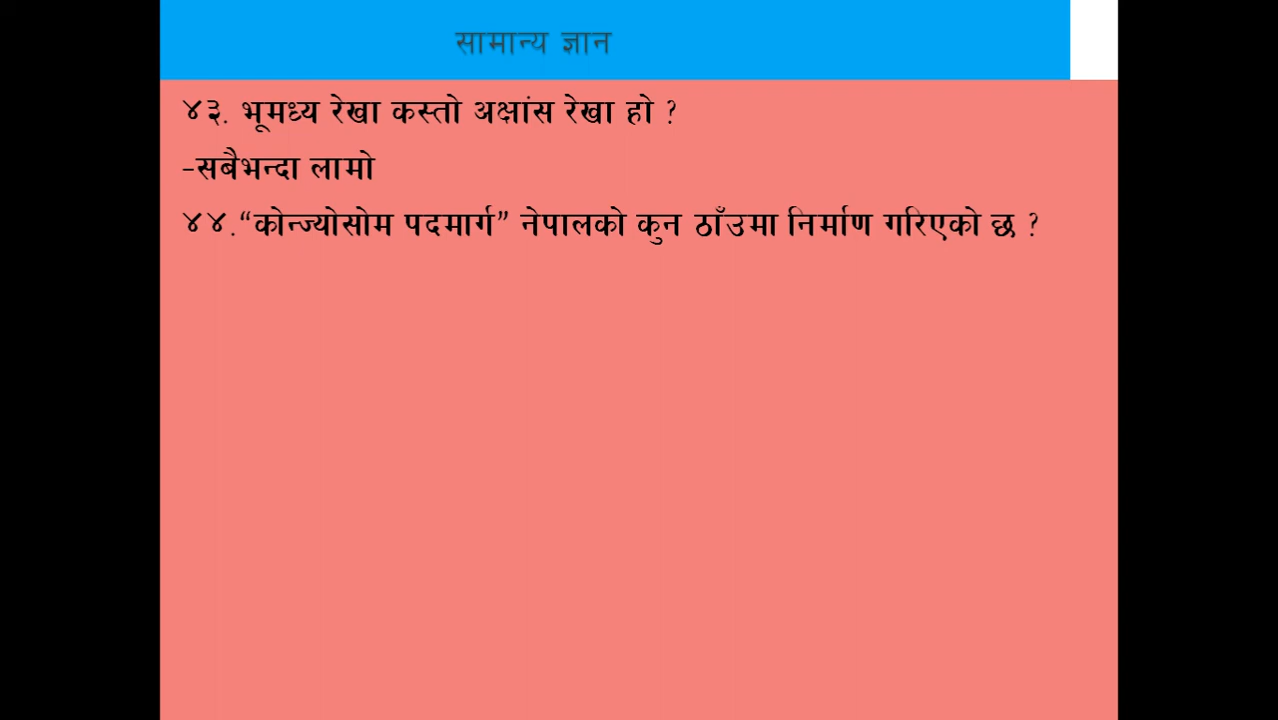 सामान्य ज्ञान
४३. भूमध्य रेखा कस्तो अक्षांस रेखा हो ?
-सबैभन्दा लामो
४४.“कोन्ज्योसोम पदमार्ग” नेपालको कुन ठाँउमा निर्माण गरिएको छ ?